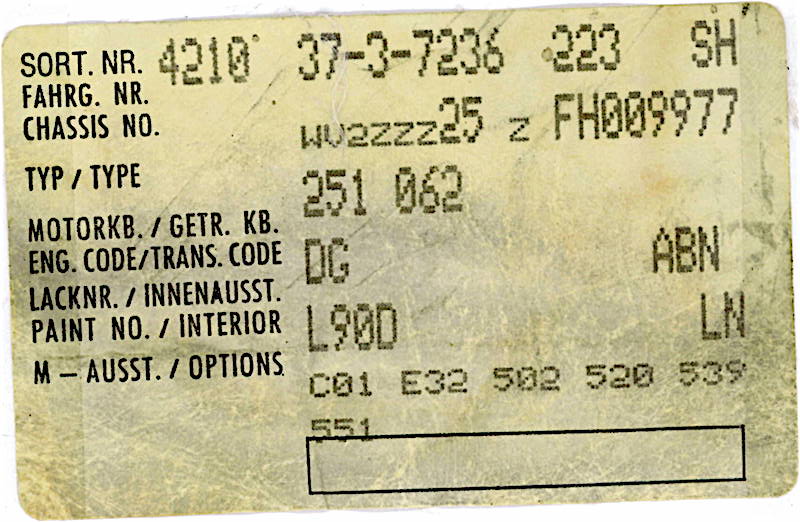 SORT. NR. 4210 37-3-7236 223 SH
FAHRG. NR.
CHASSIS NO. WV2ZZZ25 Z FH009977
TYP / TYPE 251 062
MOTORKB. / GETR. KB.
ENG. CODE/TRANS. CODE DG ABN
LACKNR. / INNENAUSST.
PAINT NO. / INTERIOR L90D LN
M – AUSST. / OPTIONS C01 E32 502 520 539
551